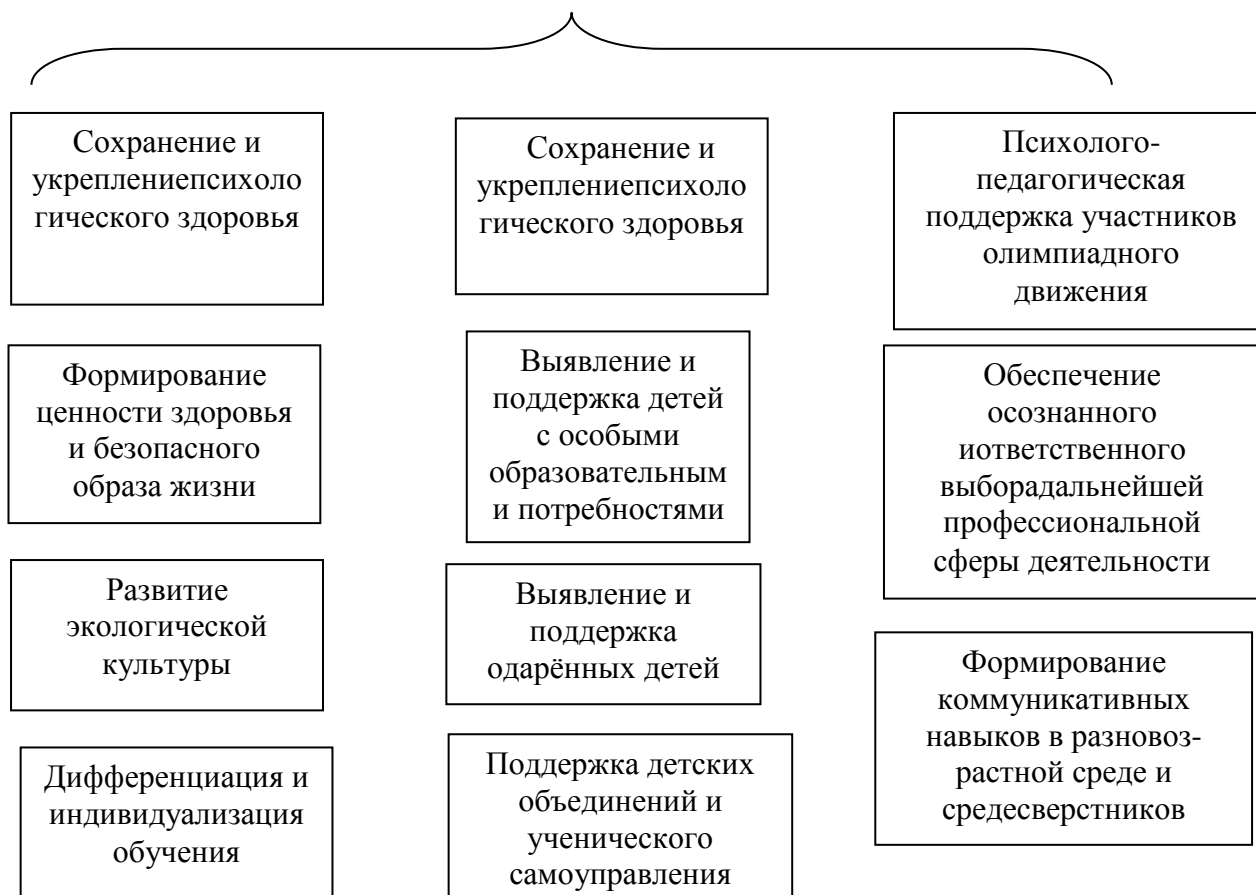 Сохранение и
укреплениепсихоло
гического здоровья
Формирование
ценности здоровья
и безопасного
образа жизни
Развитие
экологической
культуры
Дифференциация и
индивидуализация
обучения
Сохранение и
укреплениепсихоло
гического здоровья
Выявление и
поддержка детей
с особыми
образовательным
и потребностями
Выявление и
поддержка
одарённых детей
Поддержка детских
объединений и
ученического
самоуправления
Психолого-
педагогическая
поддержка участников
олимпиадного
движения
Обеспечение
осознанного
иответственного
выборадальнейшей
профессиональной
сферы деятельности
Формирование
коммуникативных
навыков в разновоз-
растной среде и
средесверстников